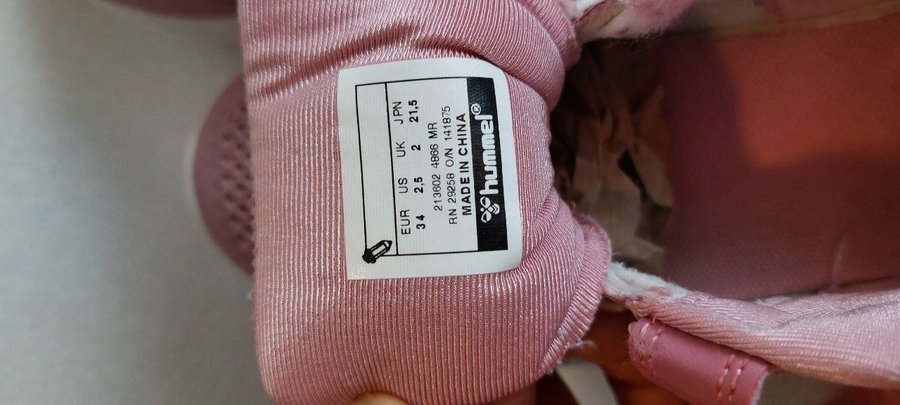 EUR US UK JPN
34 2,5 2 21,5
213602 4866 MR
RN 29258 O/N 141875
MADE IN CHINA
hummel®